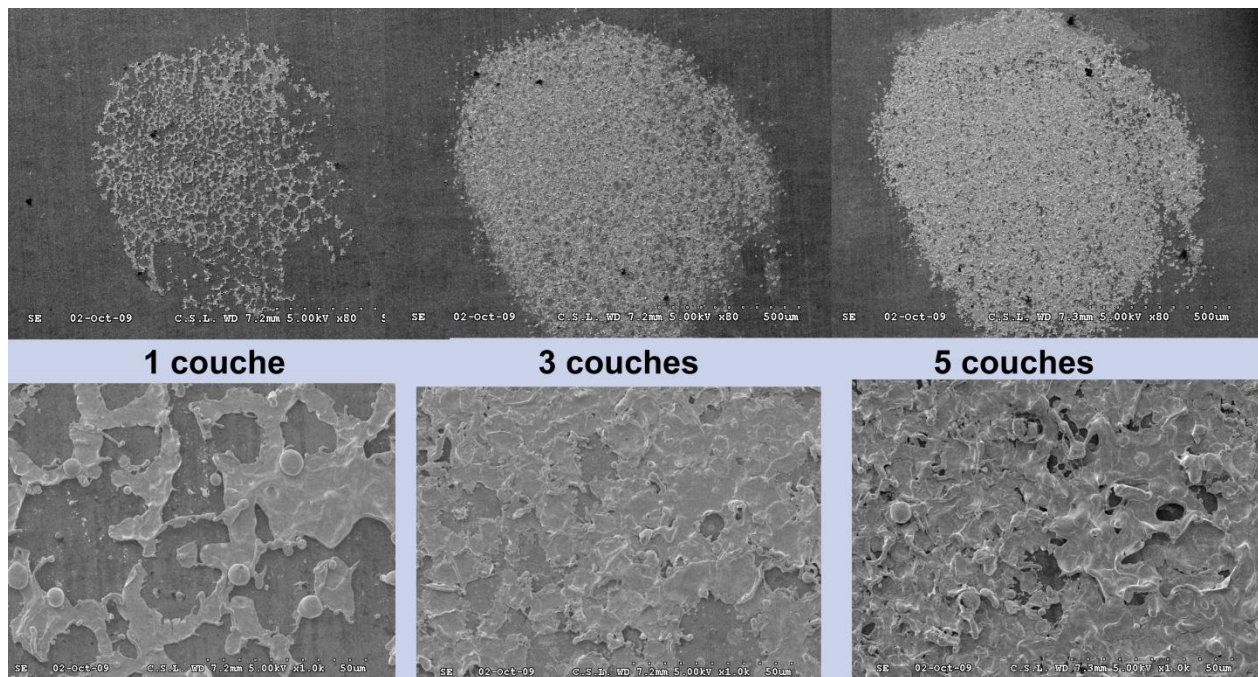 SE 02-Oct-09 C.S.L. WD 7.2mm 5.00kV x80 5
SE 02-Oct-09 C.S.L. WD 7.2mm 5.00kV x80 500um
SE 02-Oct-09 C.S.L. WD 7.3mm 5.00kV x80 500um
1 couche
3 couches
5 couches
SE 02-Oct-09 C.S.L. WD 7.2mm 5.00kV x1.0k 50um
SE 02-Oct-09 C.S.L. WD 7.2mm 5.00kV x1.0k 50um
SE 02-Oct-09 C.S.L. WD 7.3mm 5.00kV x1.0k 50um